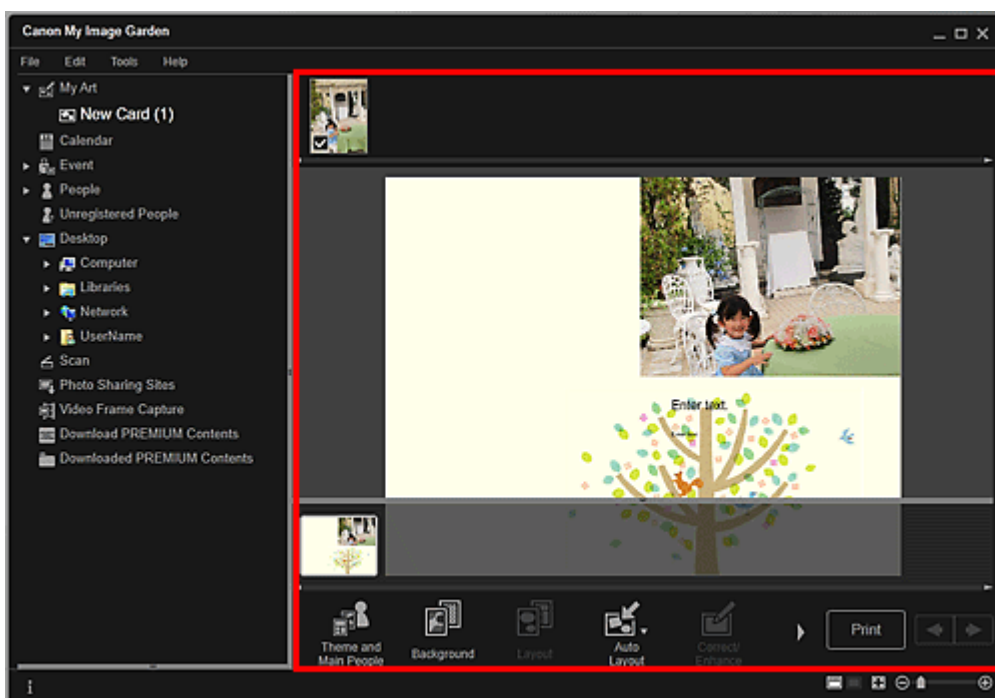 Canon My Image Garden
File Edit Tools Help
My Art
New Card (1)
Calendar
Event
People
Unregistered People
Desktop
Computer
Libraries
Network
UserName
Scan
Photo Sharing Sites
Video Frame Capture
Download PREMIUM Contents
Downloaded PREMIUM Contents
Enter text.
Theme and
Main People
Background
Layout
Auto
Layout
Correct/
Enhance
Print